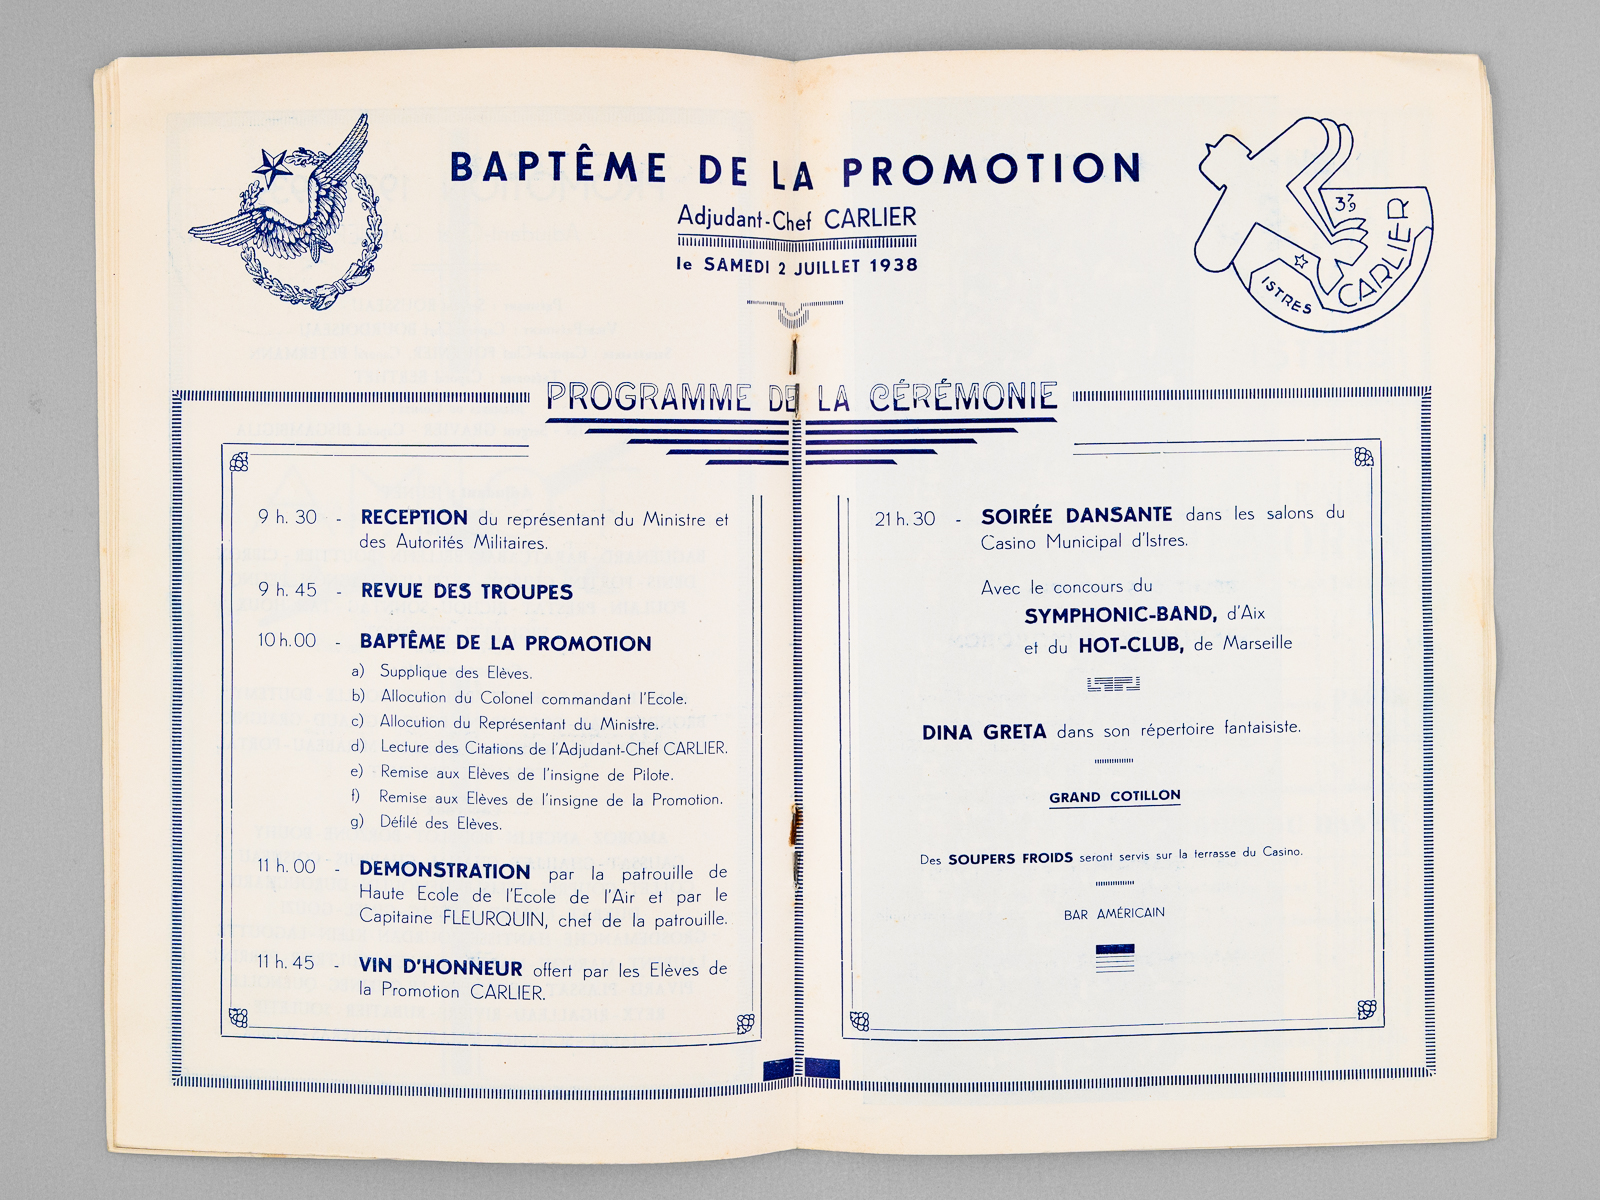 BAPTÊME DE LA PROMOTION
Adjudant-Chef CARLIER
le SAMEDI 2 JUILLET 1938
ISTRES
CARLIER
PROGRAMME DE LA CÉRÉMONIE
9 h. 30 - RECEPTION du représentant du Ministre et
des Autorités Militaires.
9 h. 45 - REVUE DES TROUPES
10 h. 00 - BAPTÊME DE LA PROMOTION
a) Supplique des Elèves.
b) Allocution du Colonel commandant l'Ecole.
c) Allocution du Représentant du Ministre.
d) Lecture des Citations de l'Adjudant-Chef CARLIER.
e) Remise aux Elèves de l'insigne de Pilote.
f) Remise aux Elèves de l'insigne de la Promotion.
g) Défilé des Elèves.
11 h. 00 - DEMONSTRATION par la patrouille de
Haute Ecole de l'Ecole de l'Air et par le
Capitaine FLEURQUIN, chef de la patrouille.
11 h. 45 - VIN D'HONNEUR offert par les Elèves de
la Promotion CARLIER.
21 h. 30 - SOIRÉE DANSANTE dans les salons du
Casino Municipal d'Istres.
Avec le concours du
SYMPHONIC-BAND, d'Aix
et du HOT-CLUB, de Marseille
DINA GRETA dans son répertoire fantaisiste.
GRAND COTILLON
Des SOUPERS FROIDS seront servis sur la terrasse du Casino.
BAR AMÉRICAIN